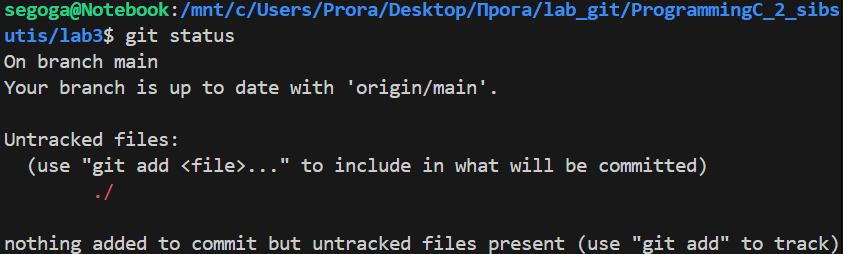 segoga@Notebook:/mnt/c/Users/Prora/Desktop/Прога/lab_git/ProgrammingC_2_sibs
utis/lab3$ git status
On branch main
Your branch is up to date with 'origin/main'.
Untracked files:
  (use "git add <file>..." to include in what will be committed)
        ./
nothing added to commit but untracked files present (use "git add" to track)